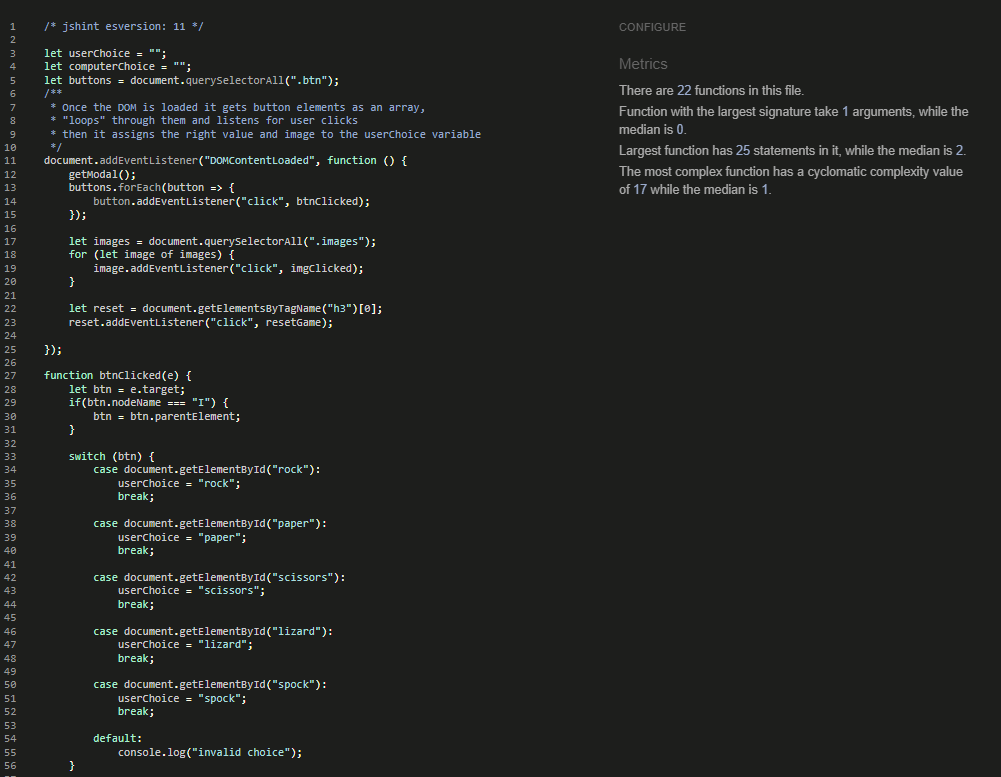 1 /* jshint esversion: 11 */
2
3 let userChoice = "";
4 let computerChoice = "";
5 let buttons = document.querySelectorAll(".btn");
6 /**
7  * Once the DOM is loaded it gets button elements as an array,
8  * "loops" through them and listens for user clicks
9  * then it assigns the right value and image to the userChoice variable
10  */
11 document.addEventListener("DOMContentLoaded", function () {
12     getModal();
13     buttons.forEach(button => {
14         button.addEventListener("click", btnClicked);
15     });
16
17     let images = document.querySelectorAll(".images");
18     for (let image of images) {
19         image.addEventListener("click", imgClicked);
20     }
21
22     let reset = document.getElementsByTagName("h3")[0];
23     reset.addEventListener("click", resetGame);
24
25 });
26
27 function btnClicked(e) {
28     let btn = e.target;
29     if(btn.nodeName === "I") {
30         btn = btn.parentElement;
31     }
32
33     switch (btn) {
34         case document.getElementById("rock"):
35             userChoice = "rock";
36             break;
37
38         case document.getElementById("paper"):
39             userChoice = "paper";
40             break;
41
42         case document.getElementById("scissors"):
43             userChoice = "scissors";
44             break;
45
46         case document.getElementById("lizard"):
47             userChoice = "lizard";
48             break;
49
50         case document.getElementById("spock"):
51             userChoice = "spock";
52             break;
53
54         default:
55             console.log("invalid choice");
56     }
CONFIGURE
Metrics
There are 22 functions in this file.
Function with the largest signature take 1 arguments, while the
median is 0.
Largest function has 25 statements in it, while the median is 2.
The most complex function has a cyclomatic complexity value
of 17 while the median is 1.